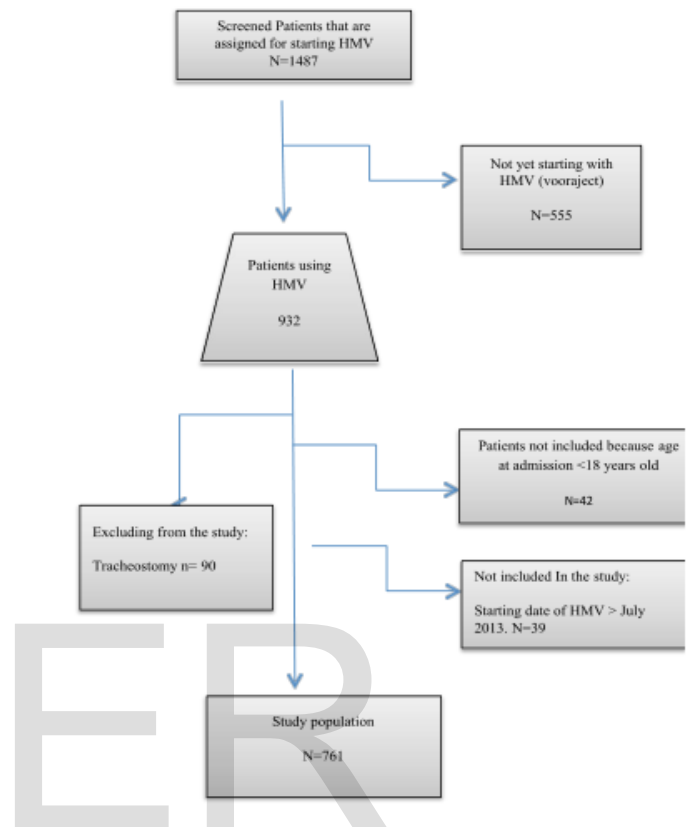 Screened Patients that are
assigned for starting HMV
N=1487
Not yet starting with
HMV (vooraject)
N=555
Patients using
HMV
932
Patients not included because age
at admission <18 years old
N=42
Excluding from the study:
Tracheostomy n= 90
Not included In the study:
Starting date of HMV > July
2013. N=39
Study population
N=761
ER